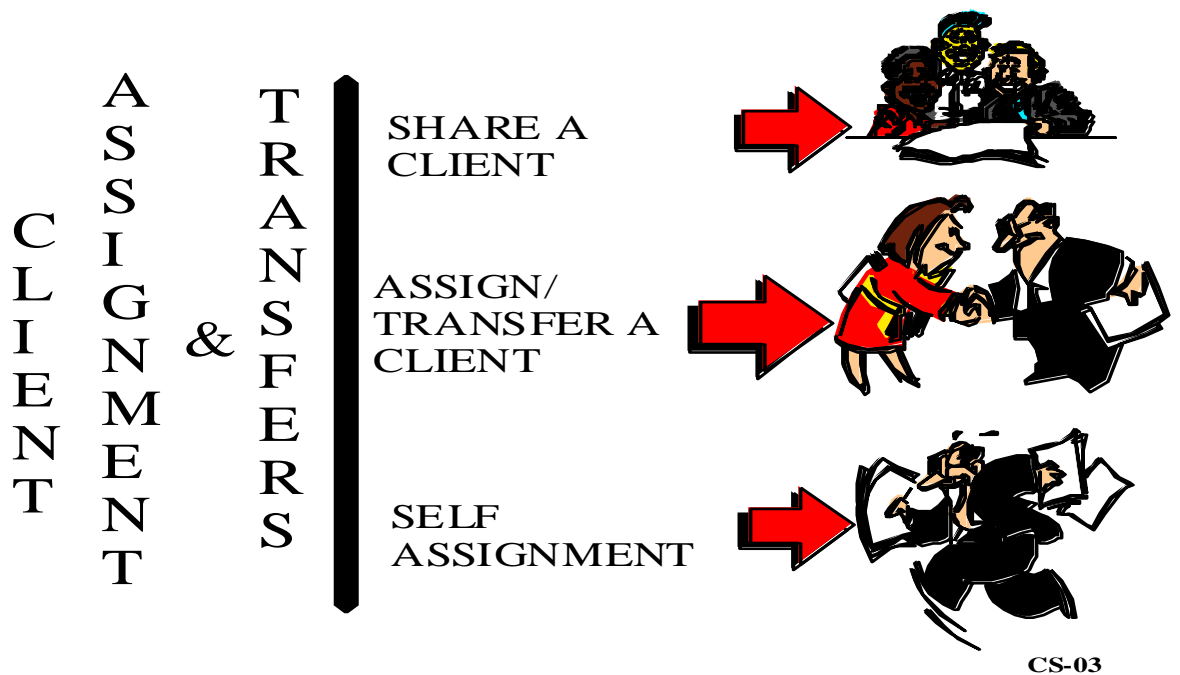 CLIENT
ASSIGNMENT
&
TRANSFERS
SHARE A
CLIENT
ASSIGN/
TRANSFER A
CLIENT
SELF
ASSIGNMENT
CS-03